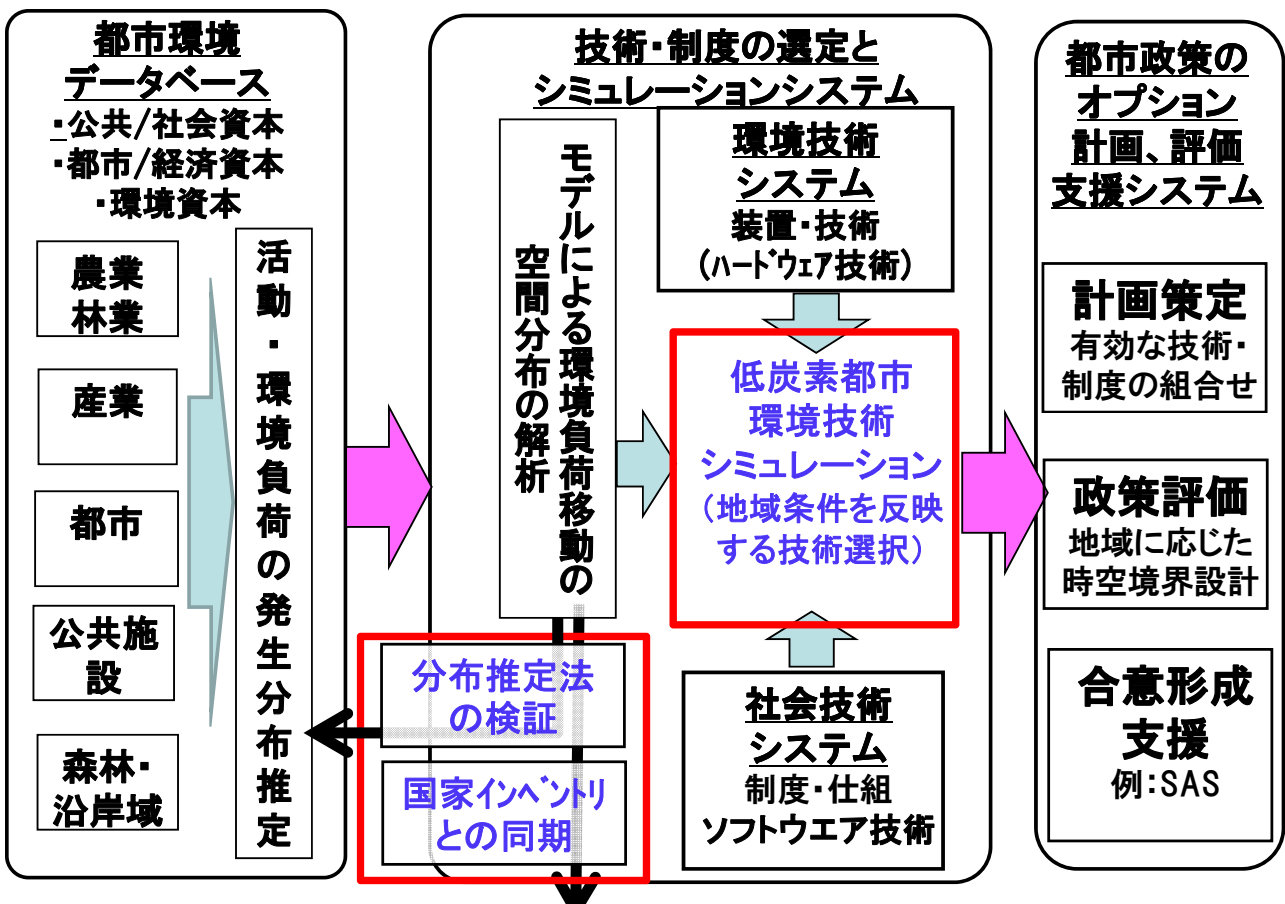 都市環境
データベース
▪公共/社会資本
▪都市/経済資本
▪環境資本
農業
林業
産業
都市
公共施
設
森林・
沿岸域
活動・環境負荷の発生分布推定
技術・制度の選定と
シミュレーションシステム
モデルによる環境負荷移動の
空間分布の解析
環境技術
システム
装置・技術
(ハードウェア技術)
低炭素都市
環境技術
シミュレーション
(地域条件を反映
する技術選択)
分布推定法
の検証
国家インベントリ
との同期
社会技術
システム
制度・仕組
ソフトウエア技術
都市政策の
オプション
計画、評価
支援システム
計画策定
有効な技術・
制度の組合せ
政策評価
地域に応じた
時空境界設計
合意形成
支援
例:SAS